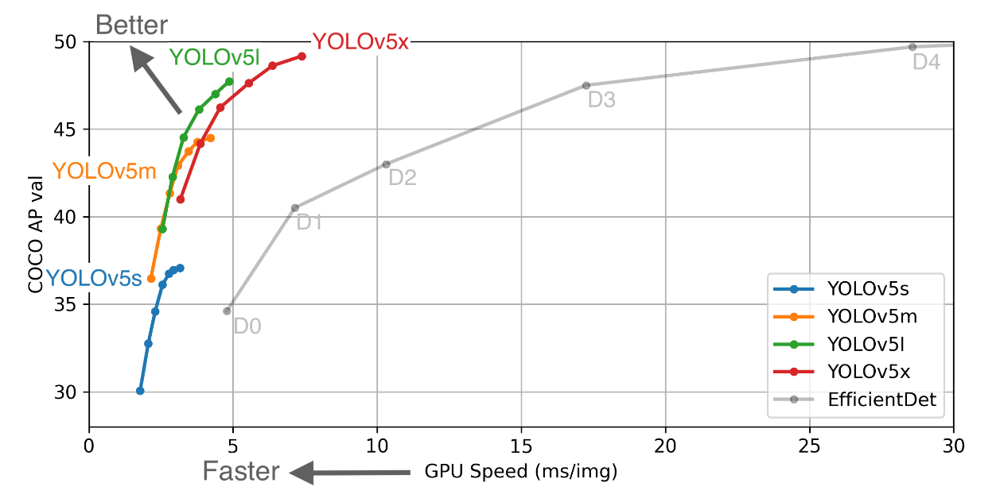 Better
50
YOLOv5x
YOLOv5l
D4
D3
45
YOLOv5m
D2
COCO AP val
40
D1
YOLOv5s
35
D0
30
YOLOv5s
YOLOv5m
YOLOv5l
YOLOv5x
EfficientDet
0 5 10 15 20 25 30
Faster
GPU Speed (ms/img)